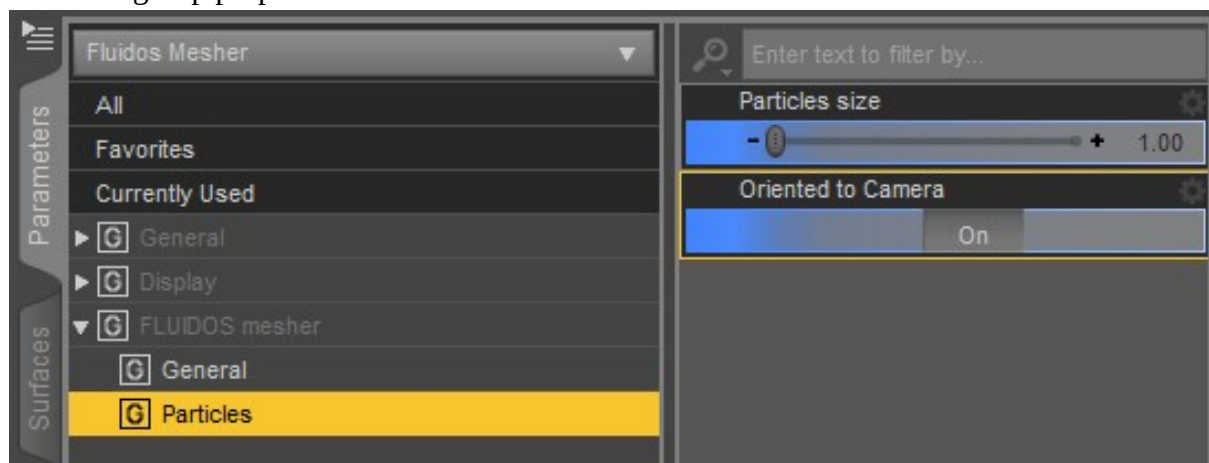 Fluidos Mesher
All
Favorites
Currently Used
G General
G Display
G FLUIDOS mesher
G General
G Particles
Parameters
Surfaces
Enter text to filter by...
Particles size
- + 1.00
Oriented to Camera
On